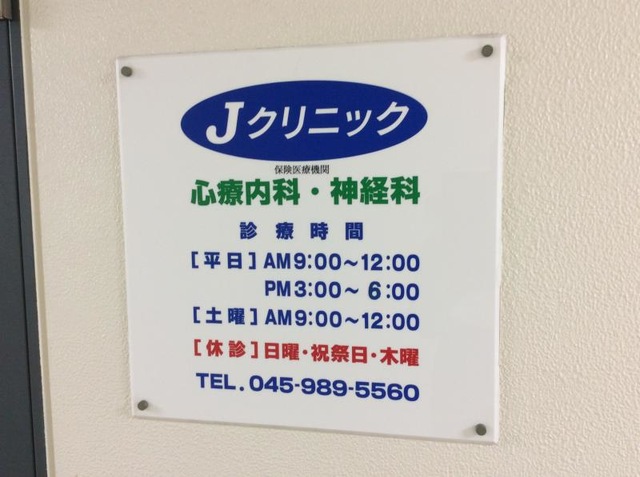 Jクリニック
保険医療機関
心療内科・神経科
診療時間
[平日]AM9:00〜12:00
PM3:00〜6:00
[土曜]AM9:00〜12:00
[休診]日曜・祝祭日・木曜
TEL.045-989-5560